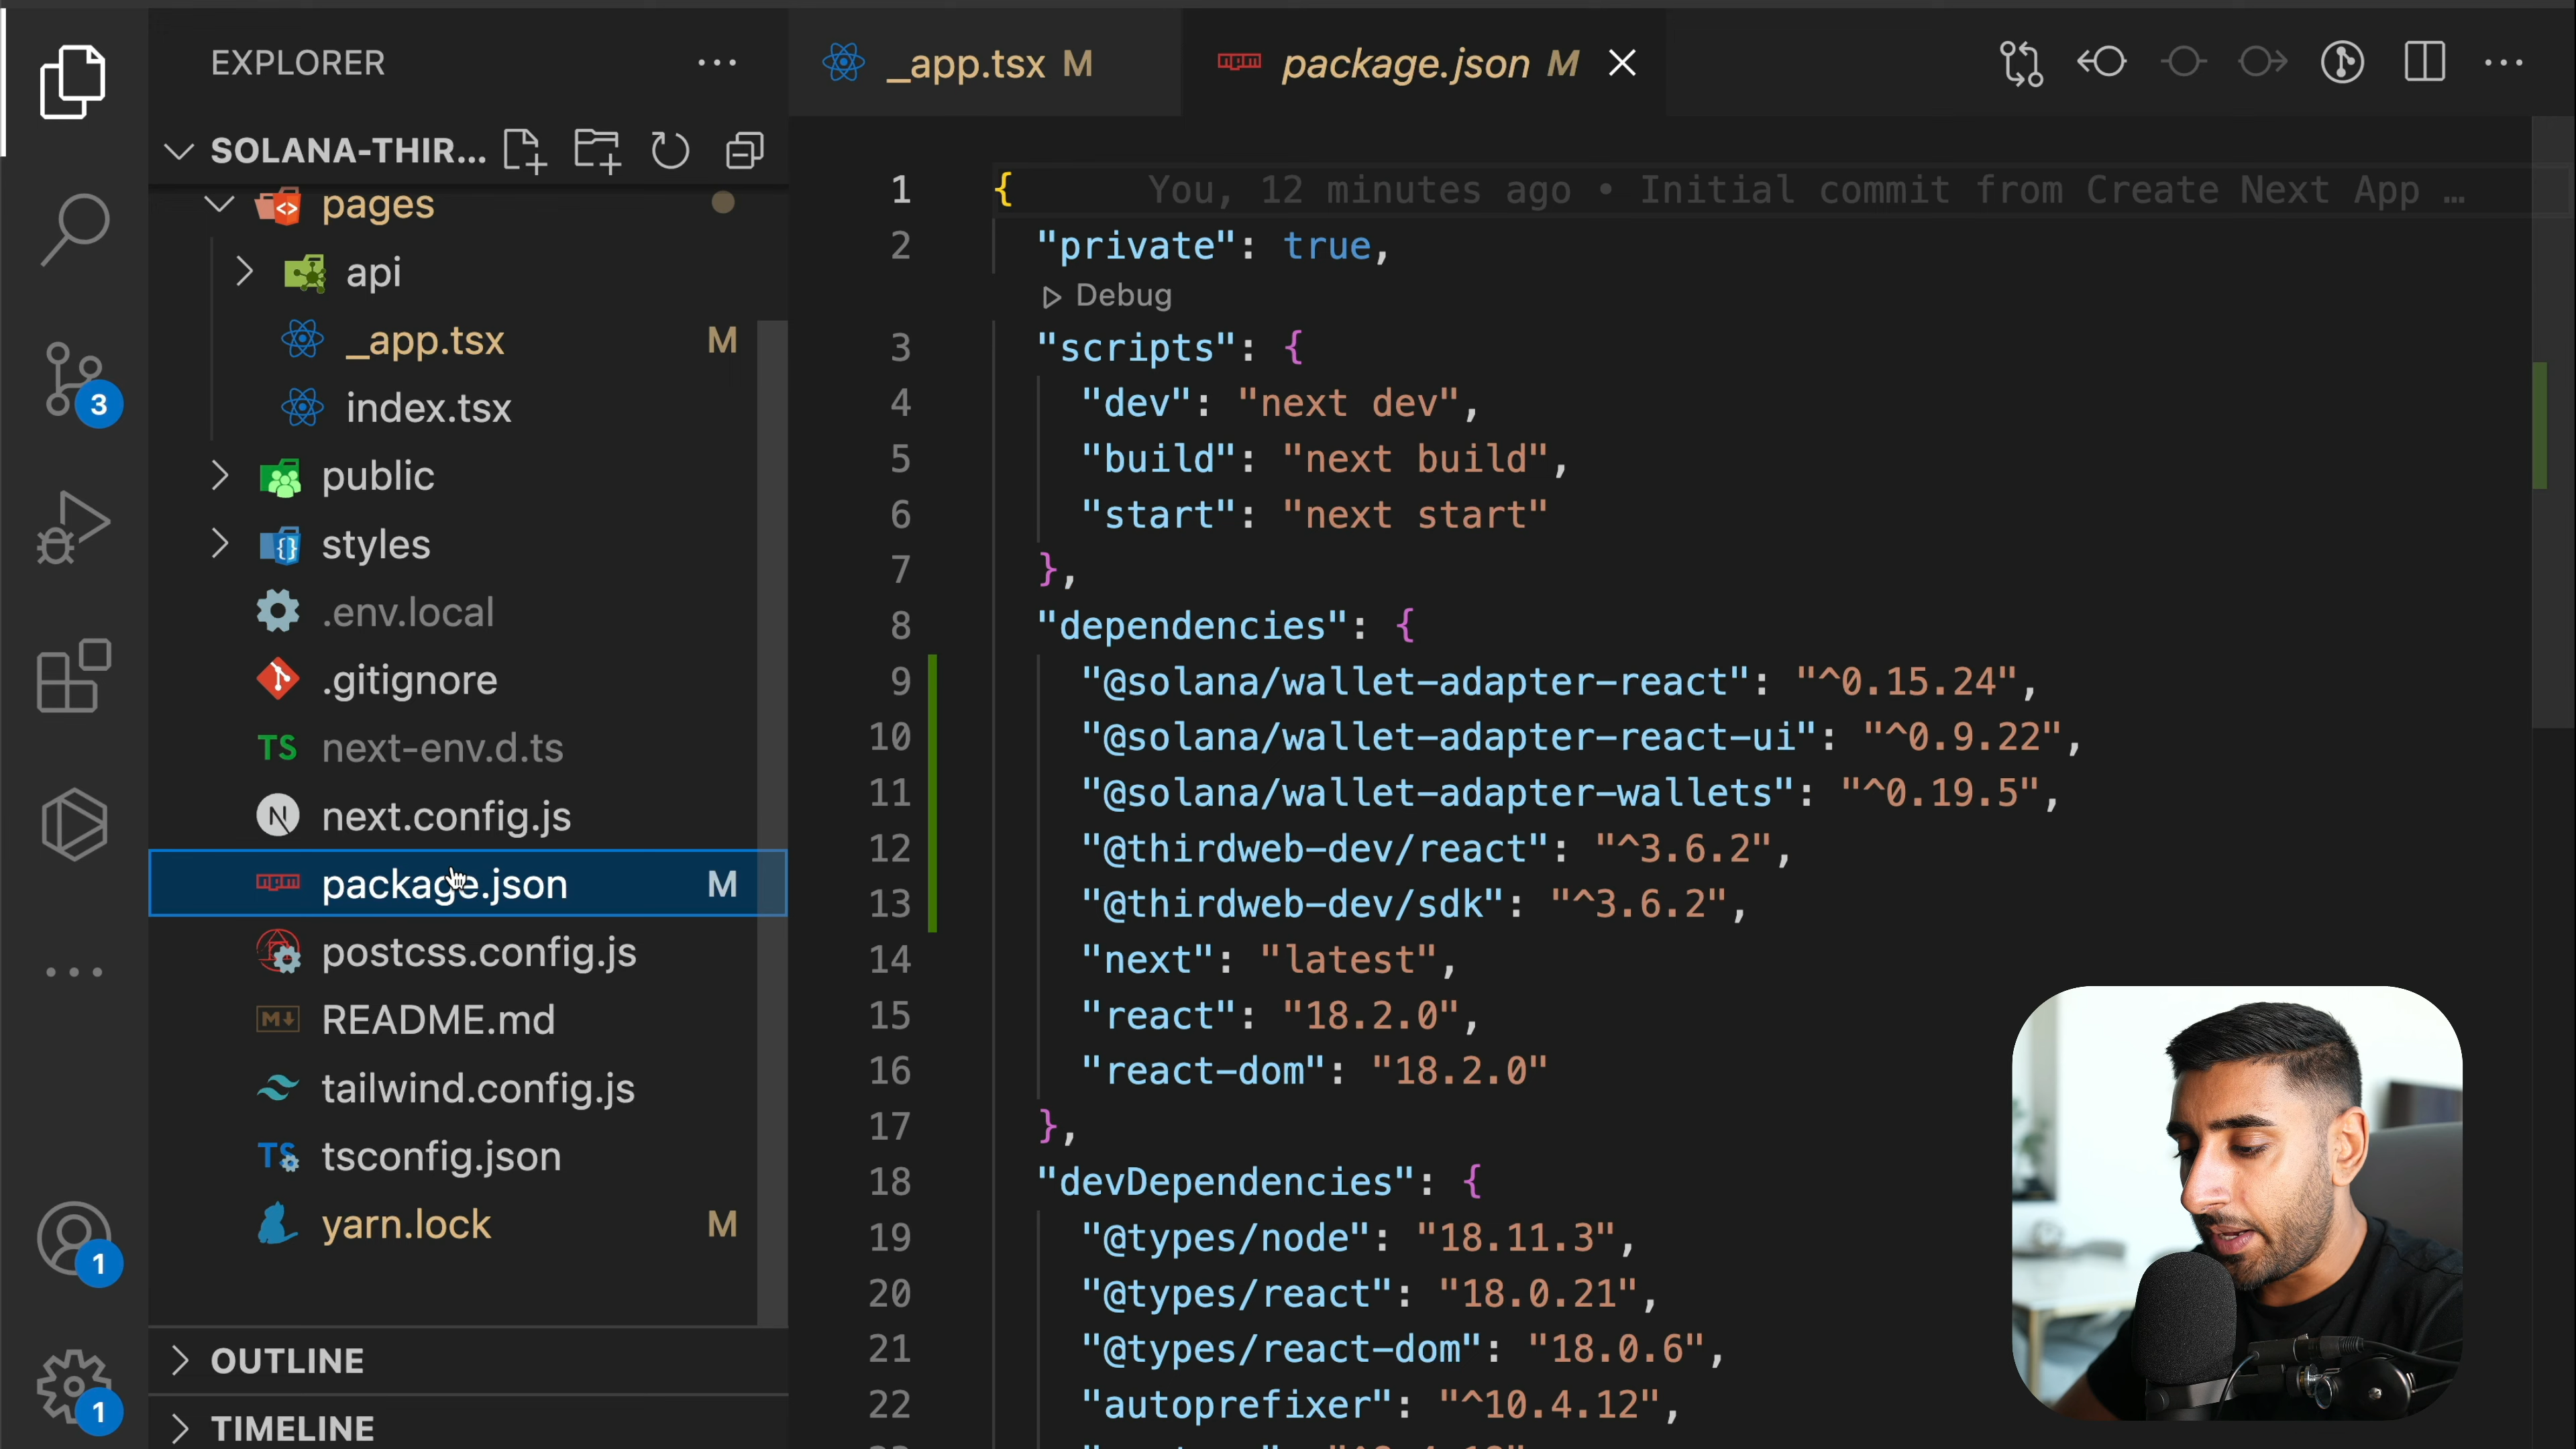 EXPLORER
_app.tsx M
package.json M
SOLANA-THIR...
pages
api
_app.tsx M
index.tsx
public
styles
.env.local
.gitignore
TS next-env.d.ts
N next.config.js
npm package.json M
postcss.config.js
README.md
tailwind.config.js
TS tsconfig.json
yarn.lock M
OUTLINE
TIMELINE
3
1
1
1 { You, 12 minutes ago • Initial commit from Create Next App …
2 "private": true,
Debug
3 "scripts": {
4 "dev": "next dev",
5 "build": "next build",
6 "start": "next start"
7 },
8 "dependencies": {
9 "@solana/wallet-adapter-react": "^0.15.24",
10 "@solana/wallet-adapter-react-ui": "^0.9.22",
11 "@solana/wallet-adapter-wallets": "^0.19.5",
12 "@thirdweb-dev/react": "^3.6.2",
13 "@thirdweb-dev/sdk": "^3.6.2",
14 "next": "latest",
15 "react": "18.2.0",
16 "react-dom": "18.2.0"
17 },
18 "devDependencies": {
19 "@types/node": "18.11.3",
20 "@types/react": "18.0.21",
21 "@types/react-dom": "18.0.6",
22 "autoprefixer": "^10.4.12",